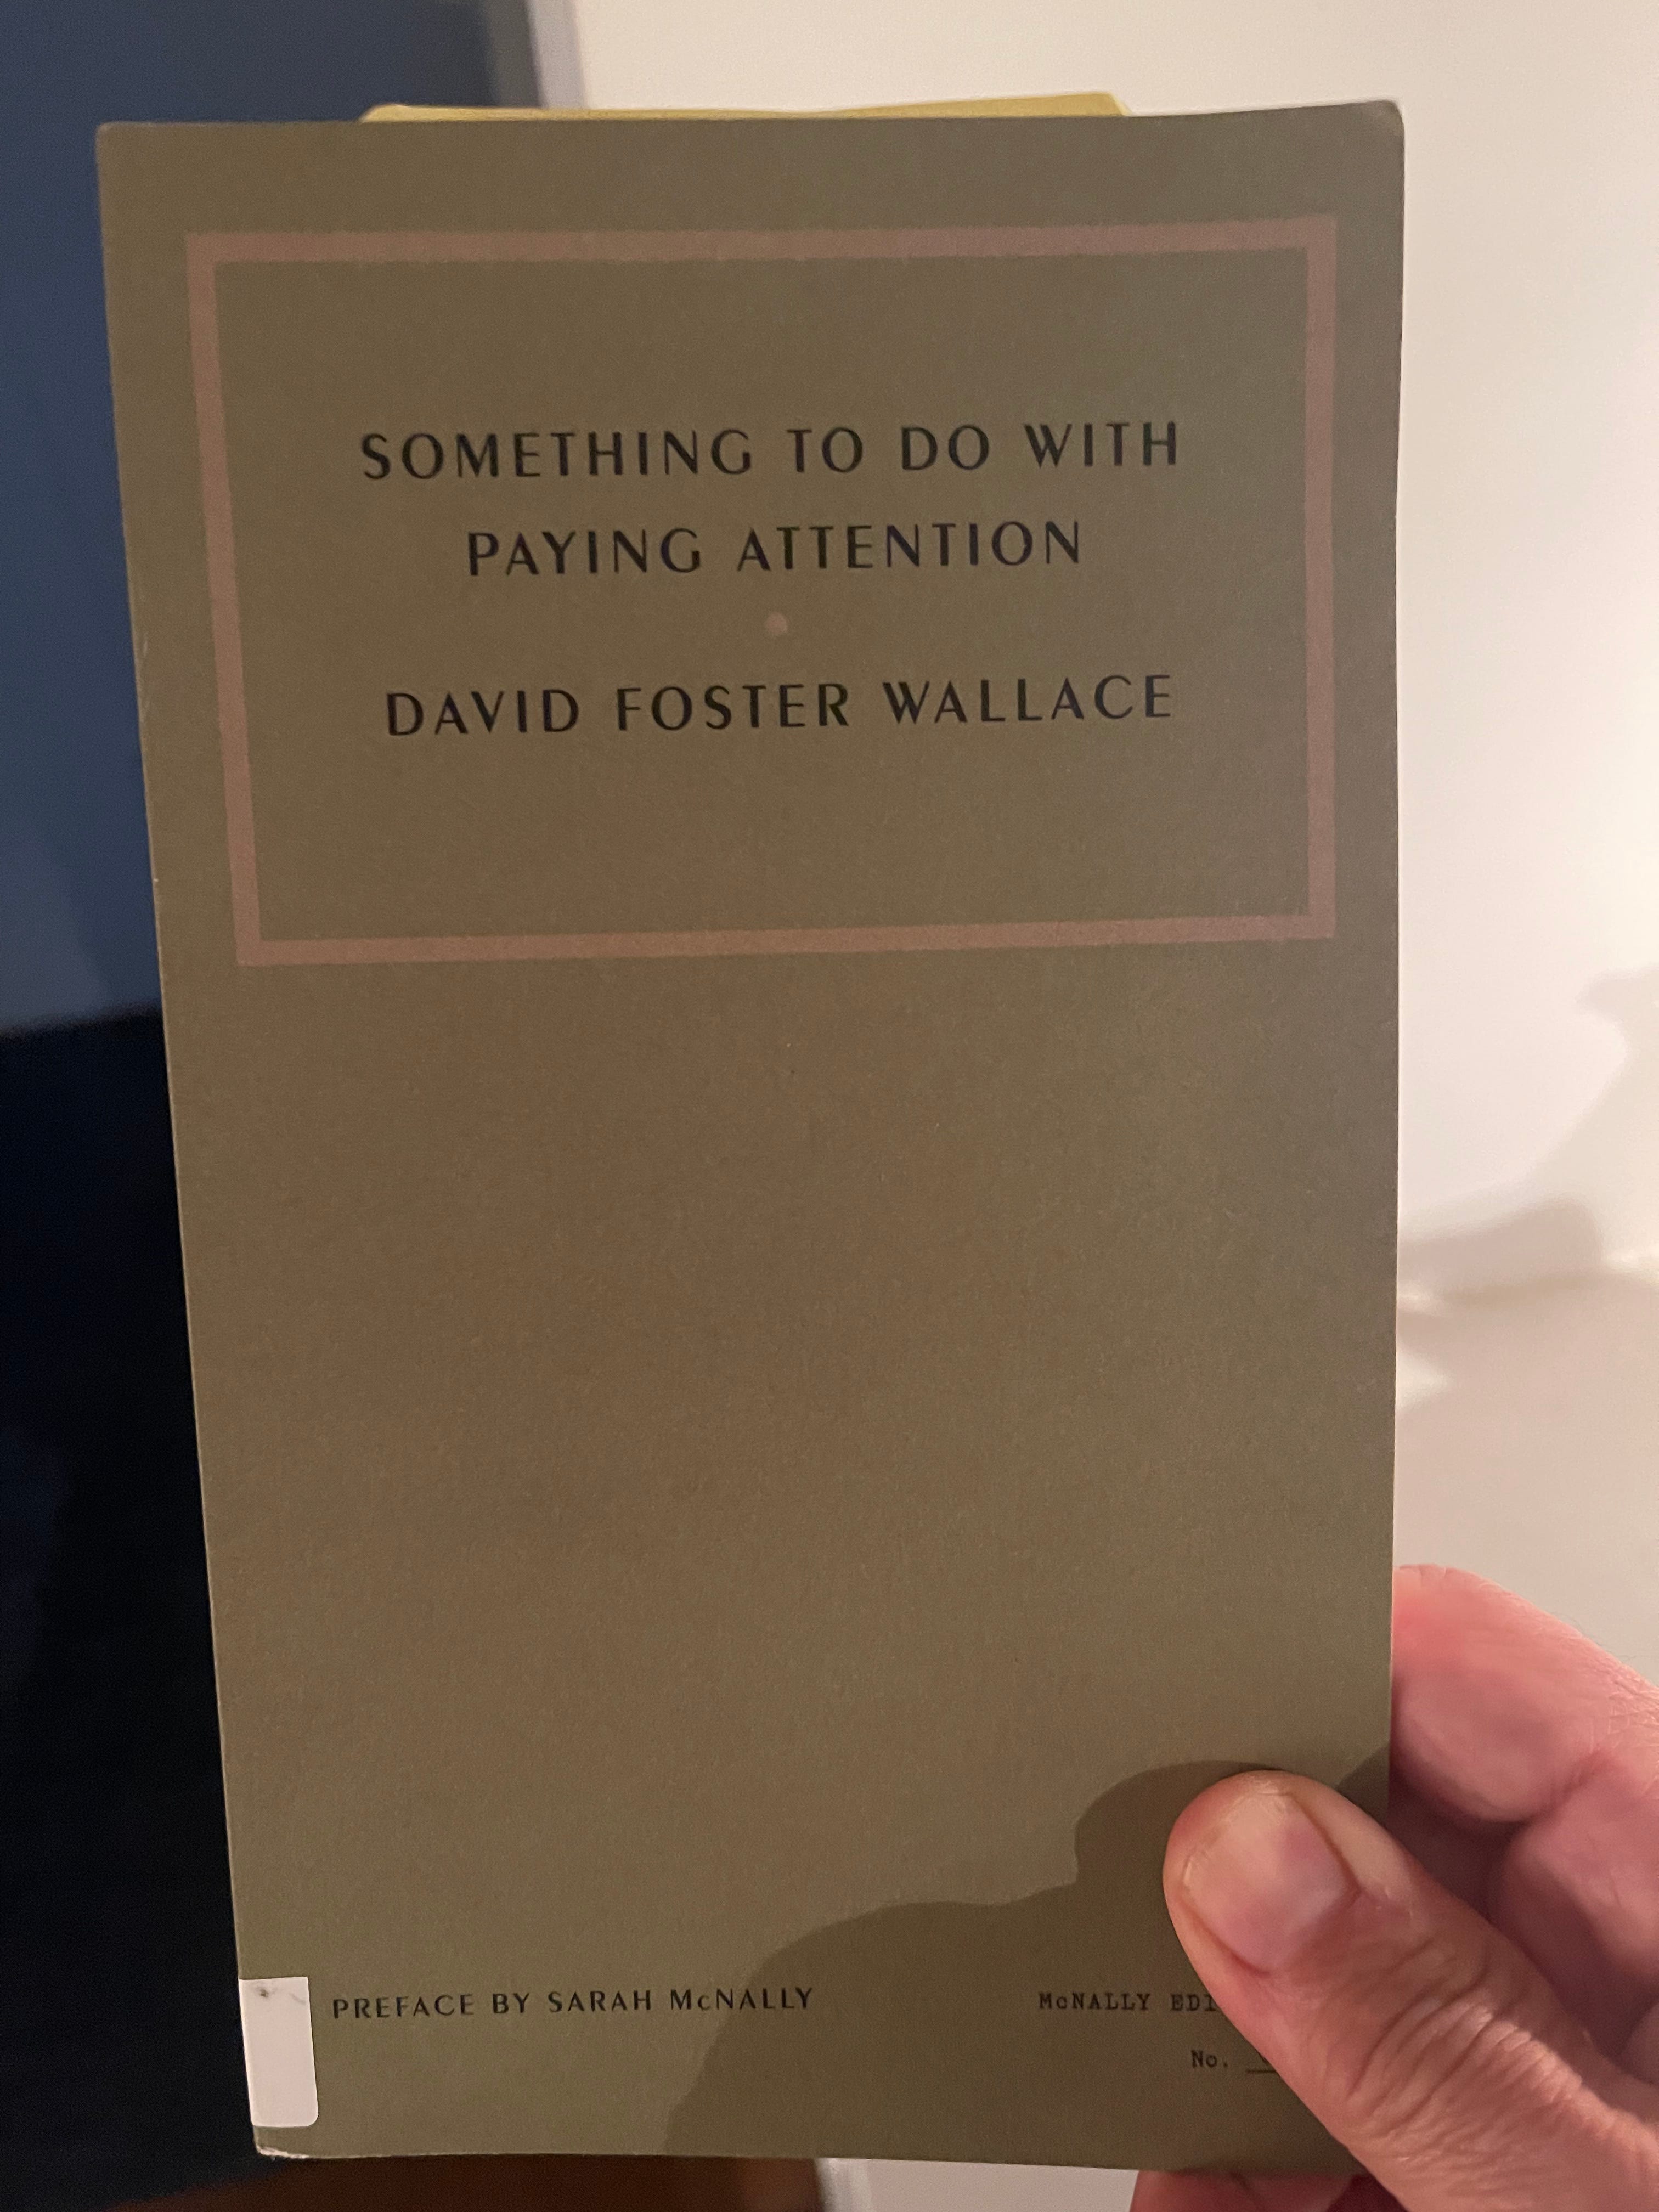 SOMETHING TO DO WITH
PAYING ATTENTION
DAVID FOSTER WALLACE
PREFACE BY SARAH McNALLY
McNALLY
No.